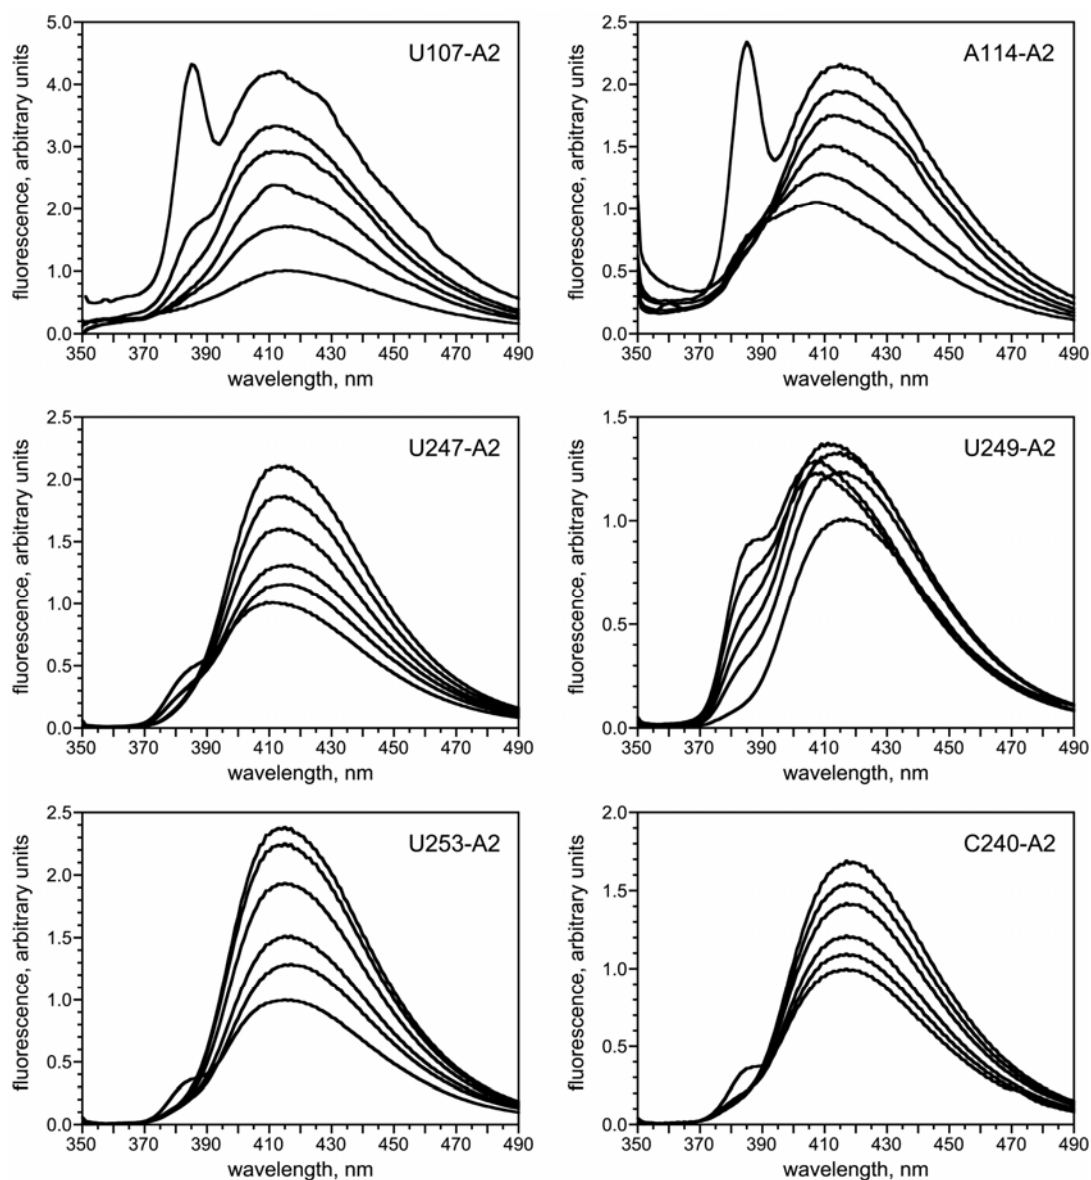 U107-A2
fluorescence, arbitrary units
5.0
4.0
3.0
2.0
1.0
0.0
350 370 390 410 430 450 470 490
wavelength, nm
A114-A2
fluorescence, arbitrary units
2.5
2.0
1.5
1.0
0.5
0.0
350 370 390 410 430 450 470 490
wavelength, nm
U247-A2
fluorescence, arbitrary units
2.5
2.0
1.5
1.0
0.5
0.0
350 370 390 410 430 450 470 490
wavelength, nm
U249-A2
fluorescence, arbitrary units
1.5
1.0
0.5
0.0
350 370 390 410 430 450 470 490
wavelength, nm
U253-A2
fluorescence, arbitrary units
2.5
2.0
1.5
1.0
0.5
0.0
350 370 390 410 430 450 470 490
wavelength, nm
C240-A2
fluorescence, arbitrary units
2.0
1.5
1.0
0.5
0.0
350 370 390 410 430 450 470 490
wavelength, nm